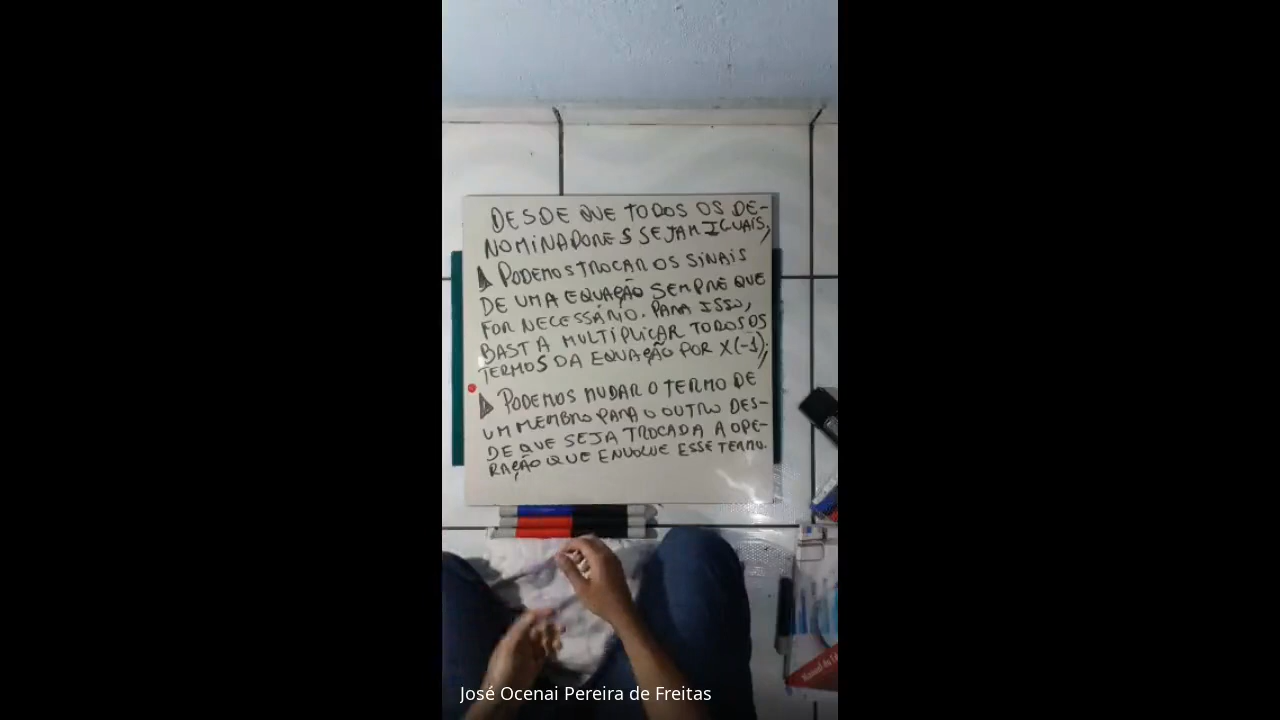 DESDE QUE TODOS OS DE-
NOMINADORES SEJAM IGUAIS,
PODEMOS TROCAR OS SINAIS
DE UMA EQUAÇÃO SEMPRE QUE
FOR NECESSÁRIO. PARA ISSO,
BASTA MULTIPLICAR TODOS OS
TERMOS DA EQUAÇÃO POR X(-1);
PODEMOS MUDAR O TERMO DE
UM MEMBRO PARA O OUTRO DES-
DE QUE SEJA TROCADA A OPE-
RAÇÃO QUE ENVOLVE ESSE TERMO.
José Ocenai Pereira de Freitas